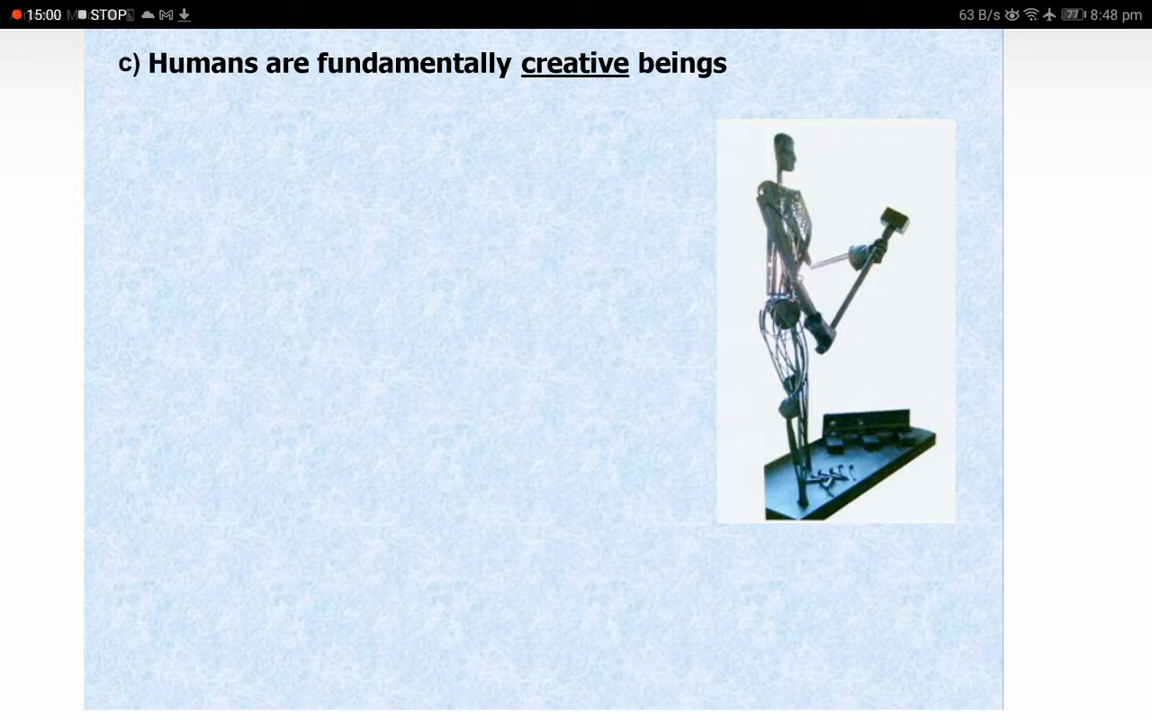 15:00 STOP 63 B/s 77 8:48 pm
c) Humans are fundamentally creative beings